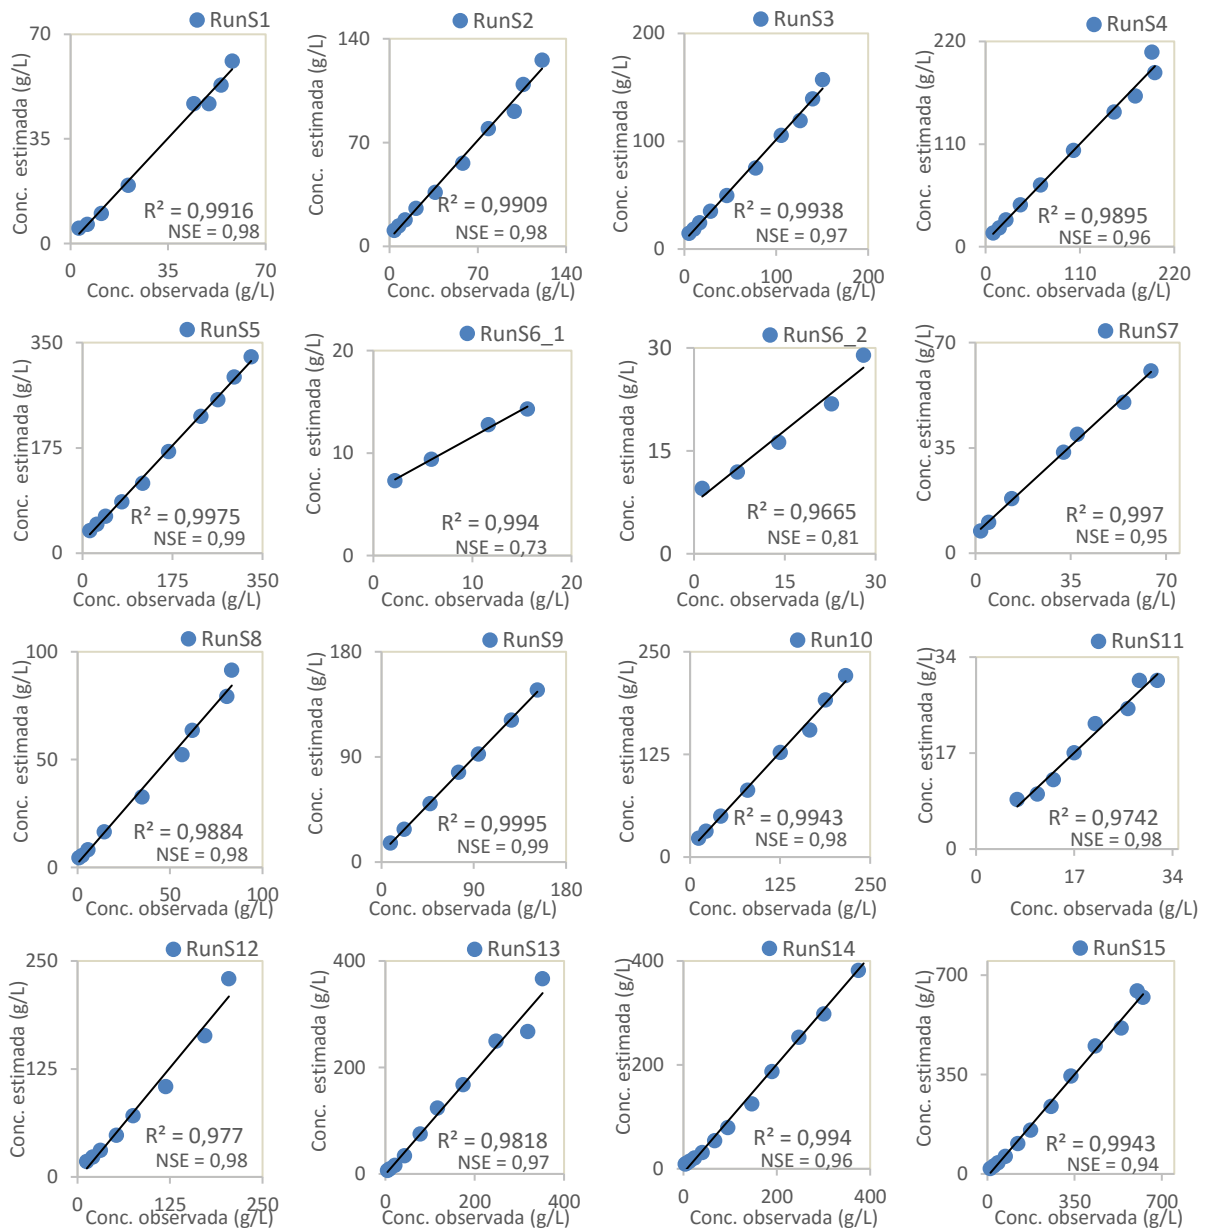 RunS1
Conc. estimada (g/L)
70
35
0
R² = 0,9916
NSE = 0,98
0 35 70
Conc. observada (g/L)
RunS2
Conc. estimada (g/L)
140
70
0
R² = 0,9909
NSE = 0,98
0 70 140
Conc. observada (g/L)
RunS3
Conc. estimada (g/L)
200
100
0
R² = 0,9938
NSE = 0,97
0 100 200
Conc.observada (g/L)
RunS4
Conc. estimada (g/L)
220
110
0
R² = 0,9895
NSE = 0,96
0 110 220
Conc. observada (g/L)
RunS5
Conc. estimada (g/L)
350
175
0
R² = 0,9975
NSE = 0,99
0 175 350
Conc. observada (g/L)
RunS6_1
Conc. estimada (g/L)
20
10
0
R² = 0,994
NSE = 0,73
0 10 20
Conc. observada (g/L)
RunS6_2
Conc. estimada (g/L)
30
15
0
R² = 0,9665
NSE = 0,81
0 15 30
Conc. observada (g/L)
RunS7
Conc. estimada (g/L)
70
35
0
R² = 0,997
NSE = 0,95
0 35 70
Conc. observada (g/L)
RunS8
Conc. estimada (g/L)
100
50
0
R² = 0,9884
NSE = 0,98
0 50 100
Conc. observada (g/L)
RunS9
Conc. estimada (g/L)
180
90
0
R² = 0,9995
NSE = 0,99
0 90 180
Conc. observada (g/L)
Run10
Conc. estimada (g/L)
250
125
0
R² = 0,9943
NSE = 0,98
0 125 250
Conc. observada (g/L)
RunS11
Conc. estimada (g/L)
34
17
0
R² = 0,9742
NSE = 0,98
0 17 34
Conc. observada (g/L)
RunS12
Conc. estimada (g/L)
250
125
0
R² = 0,977
NSE = 0,98
0 125 250
Conc. observada (g/L)
RunS13
Conc. estimada (g/L)
400
200
0
R² = 0,9818
NSE = 0,97
0 200 400
Conc. observada (g/L)
RunS14
Conc. estimada (g/L)
400
200
0
R² = 0,994
NSE = 0,96
0 200 400
Conc. observada (g/L)
RunS15
Conc. estimada (g/L)
700
350
0
R² = 0,9943
NSE = 0,94
0 350 700
Conc. observada (g/L)